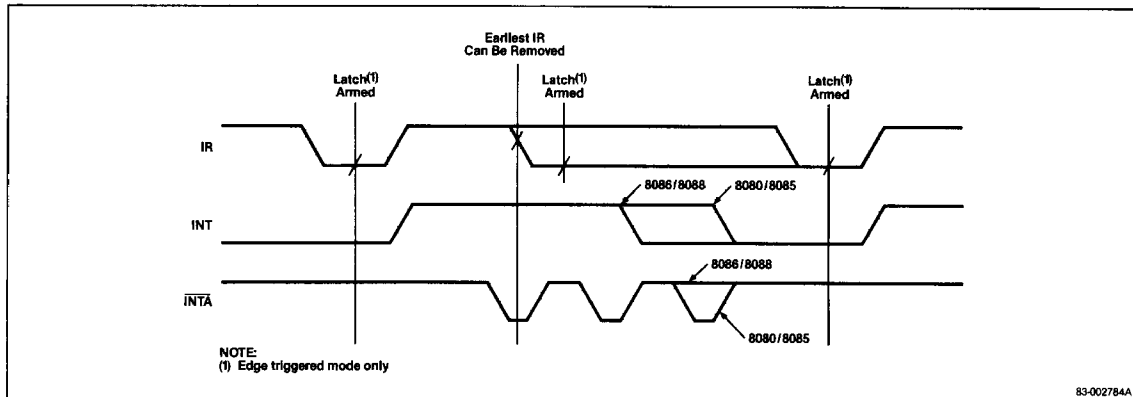 Earliest IR
Can Be Removed
Latch(1)
Armed
Latch(1)
Armed
Latch(1)
Armed
IR
8086/8088
8080/8085
INT
8086/8088
INTA
8080/8085
NOTE:
(1) Edge triggered mode only
83-002784A